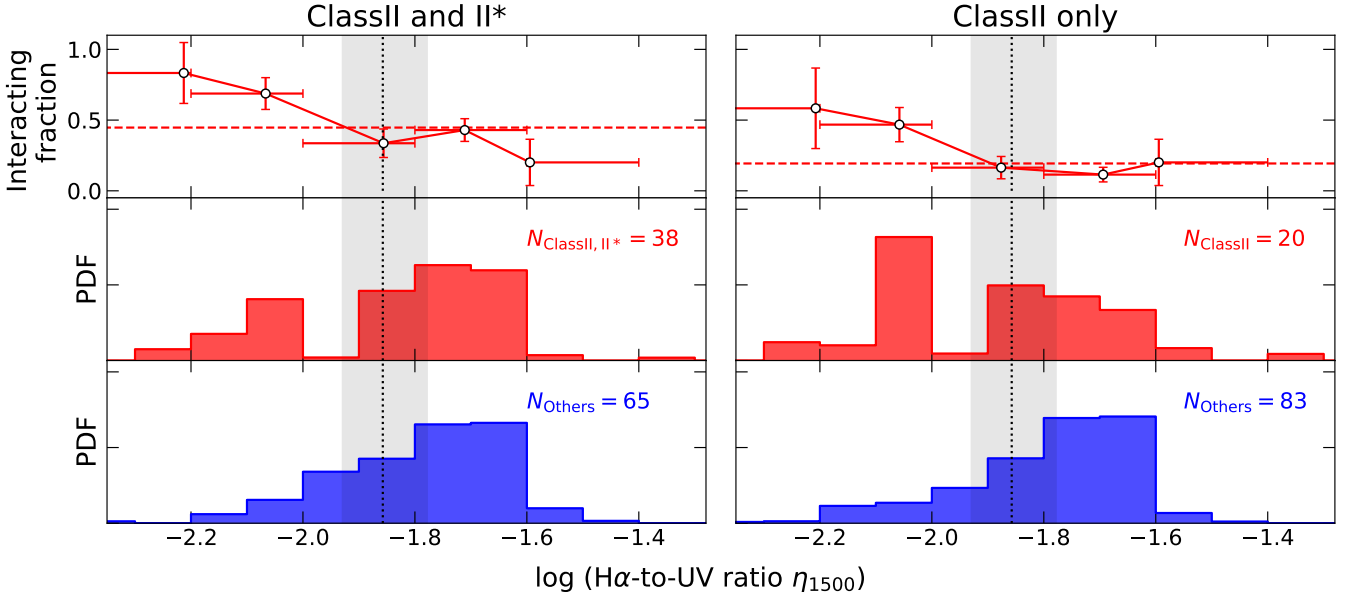 ClassII and II*
ClassII only
Interacting
fraction
1.0
0.5
0.0
PDF
N_ClassII, II* = 38
N_ClassII = 20
PDF
N_Others = 65
N_Others = 83
−2.2 −2.0 −1.8 −1.6 −1.4
−2.2 −2.0 −1.8 −1.6 −1.4
log (Hα-to-UV ratio η₁₅₀₀)